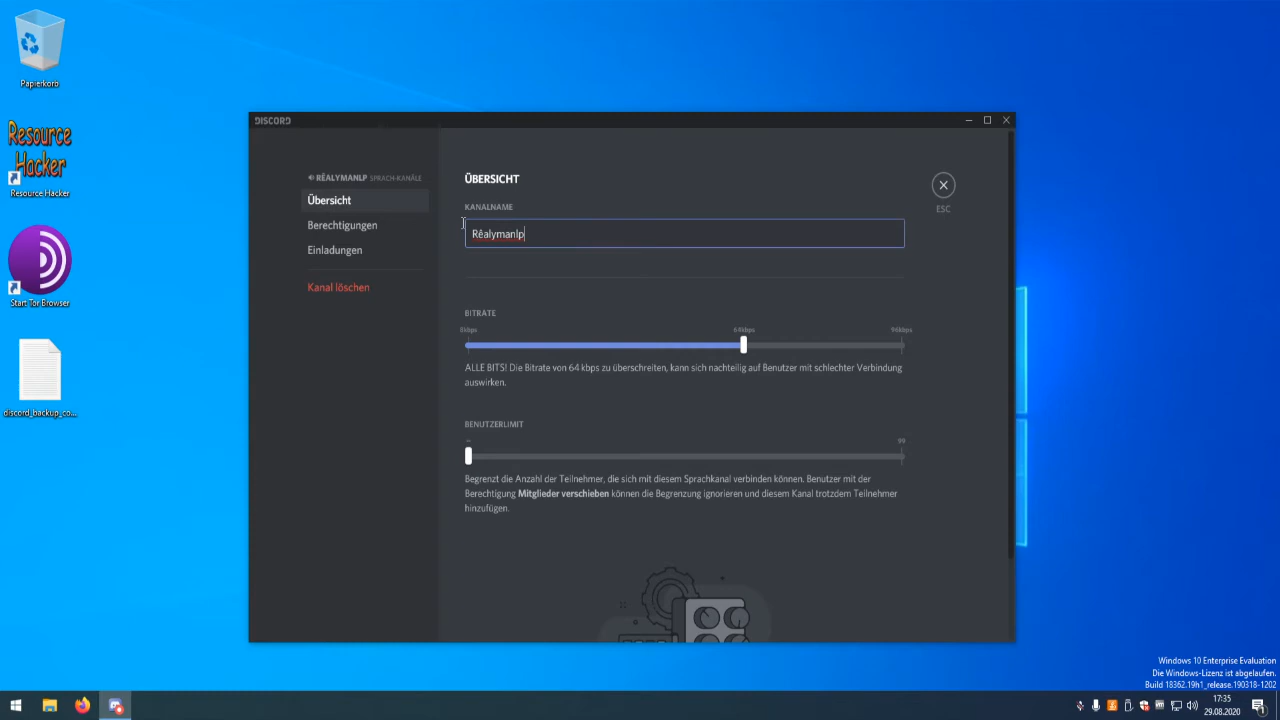 Papierkorb
Resource
Hacker
Resource Hacker
Start Tor Browser
discord_backup_co...
DISCORD
RÊALYMANLP SPRACH-KANÄLE
Übersicht
Berechtigungen
Einladungen
Kanal löschen
ÜBERSICHT
ESC
KANALNAME
Rêalymanlp
BITRATE
8kbps 64kbps 96kbps
ALLE BITS! Die Bitrate von 64 kbps zu überschreiten, kann sich nachteilig auf Benutzer mit schlechter Verbindung
auswirken.
BENUTZERLIMIT
99
Begrenzt die Anzahl der Teilnehmer, die sich mit diesem Sprachkanal verbinden können. Benutzer mit der
Berechtigung Mitglieder verschieben können die Begrenzung ignorieren und diesem Kanal trotzdem Teilnehmer
hinzufügen.
Windows 10 Enterprise Evaluation
Die Windows-Lizenz ist abgelaufen.
Build 18362.19h1_release.190318-1202
17:35
29.08.2020